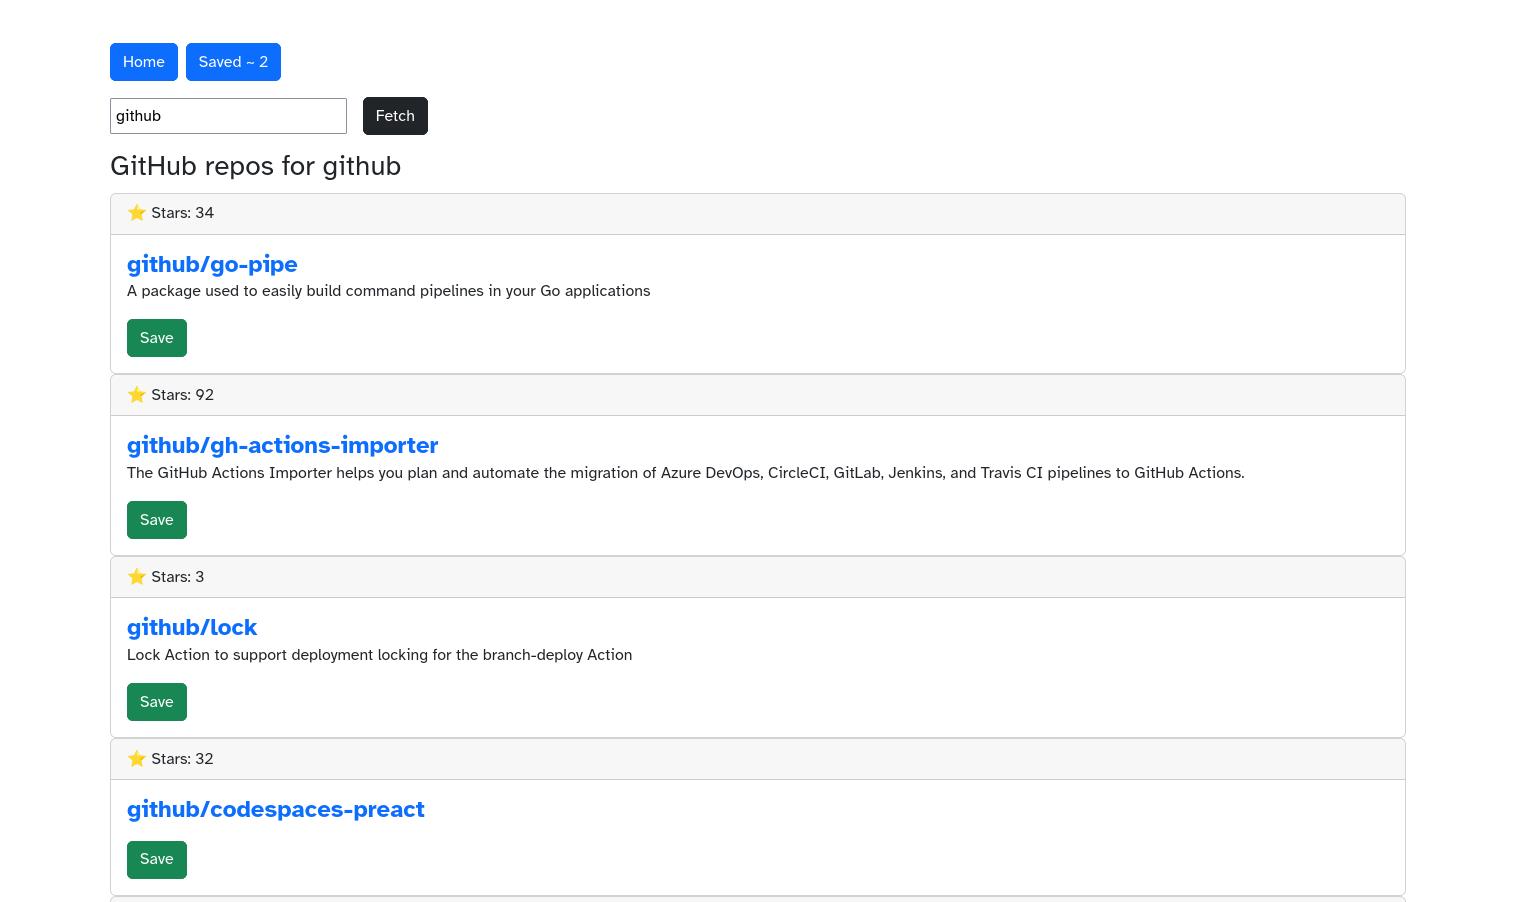 Home Saved ~ 2
github Fetch
GitHub repos for github
⭐ Stars: 34
github/go-pipe
A package used to easily build command pipelines in your Go applications
Save
⭐ Stars: 92
github/gh-actions-importer
The GitHub Actions Importer helps you plan and automate the migration of Azure DevOps, CircleCI, GitLab, Jenkins, and Travis CI pipelines to GitHub Actions.
Save
⭐ Stars: 3
github/lock
Lock Action to support deployment locking for the branch-deploy Action
Save
⭐ Stars: 32
github/codespaces-preact
Save